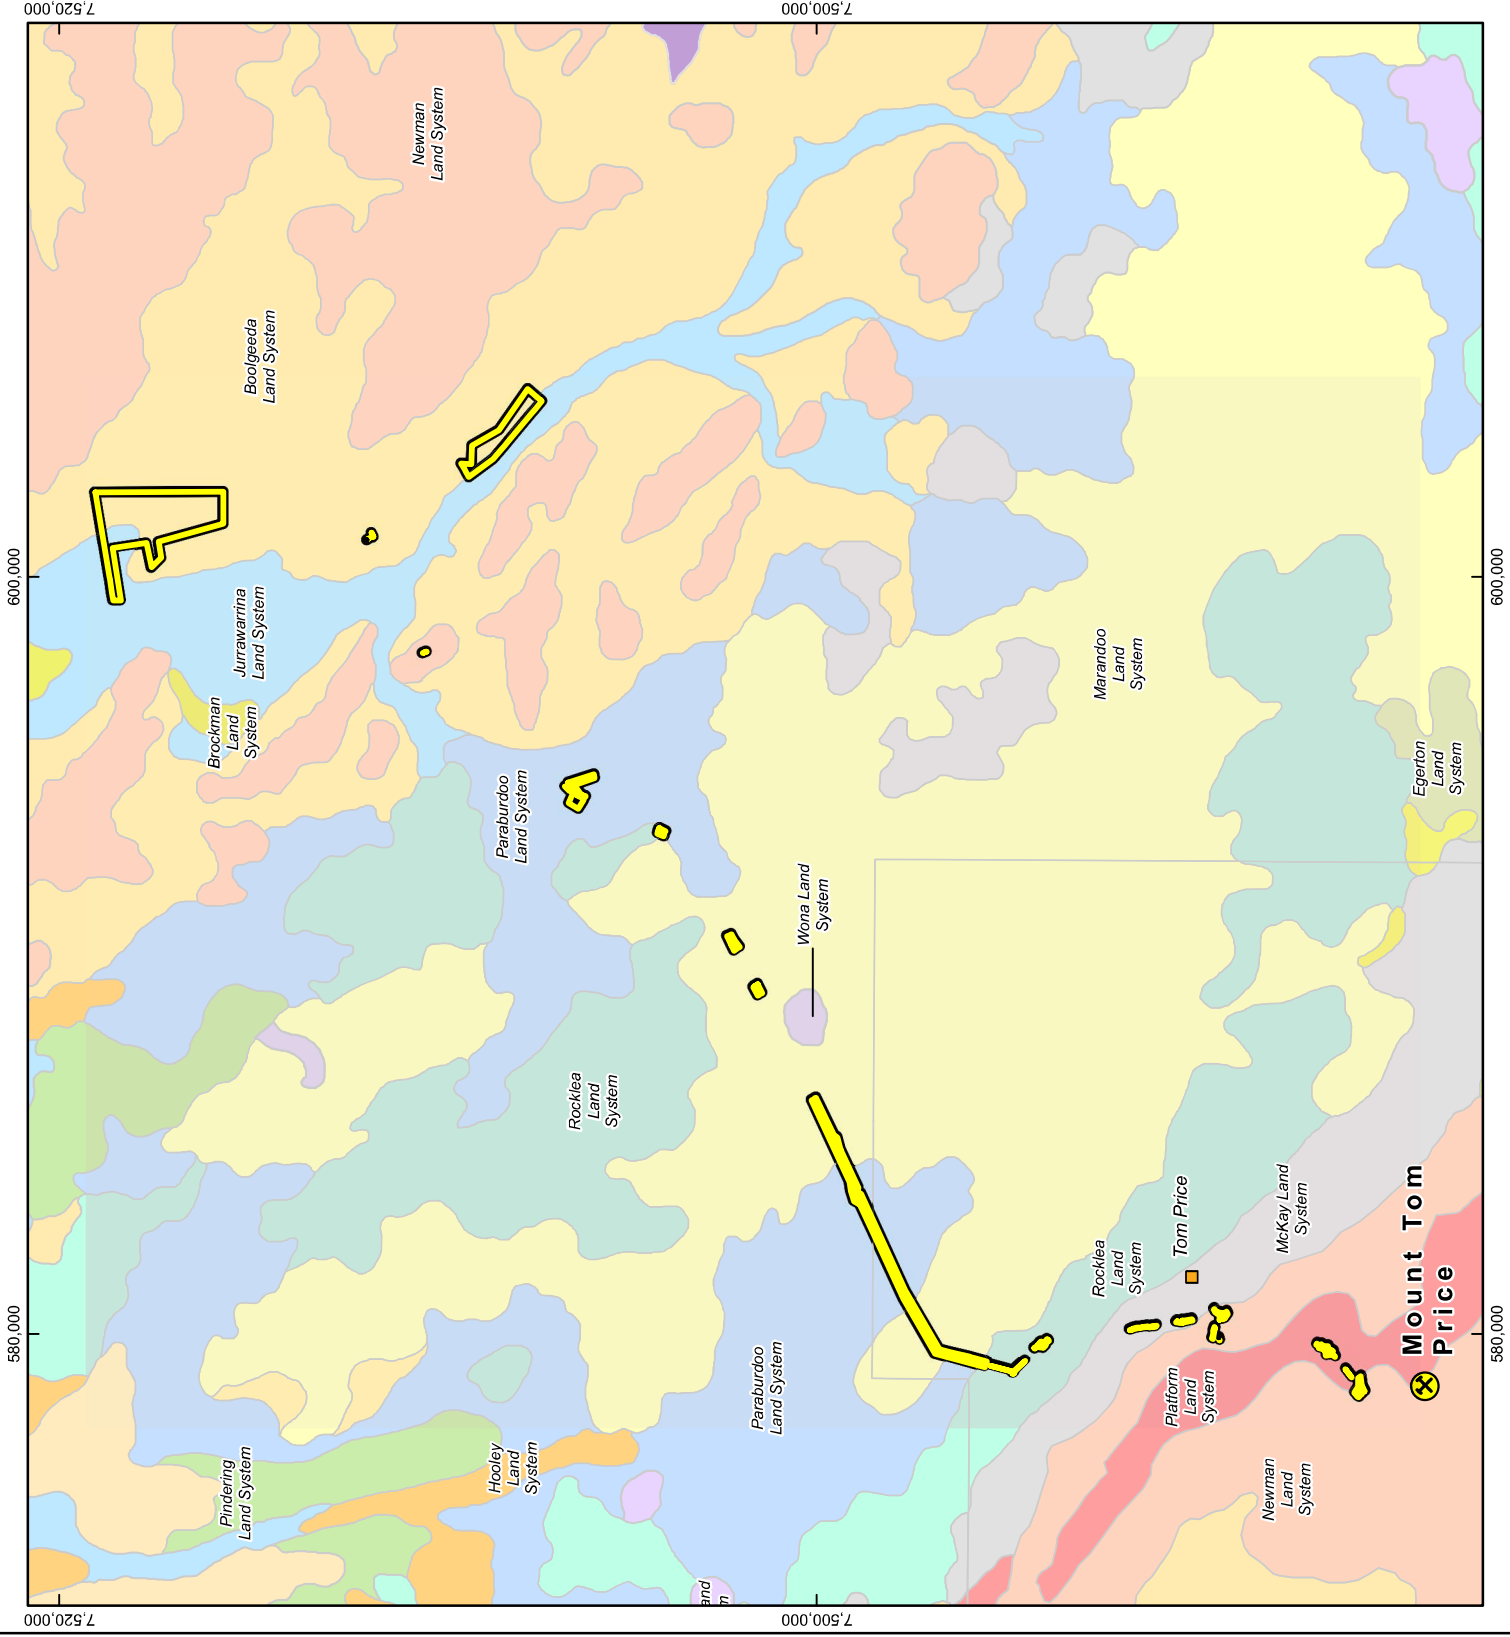 7,520,000
7,500,000
Newman
Land System
Boolgeeda
Land System
600,000
600,000
Jurrawarrina
Land System
Brockman
Land
System
Marandoo
Land
System
Egerton
Land
System
Paraburdoo
Land System
Wona Land
System
Rocklea
Land
System
Rocklea
Land
System
Tom Price
McKay Land
System
Mount Tom
Price
580,000
580,000
Platform
Land
System
Paraburdoo
Land System
Hooley
Land
System
Pindering
Land System
Newman
Land
System
and
m
7,520,000
7,500,000